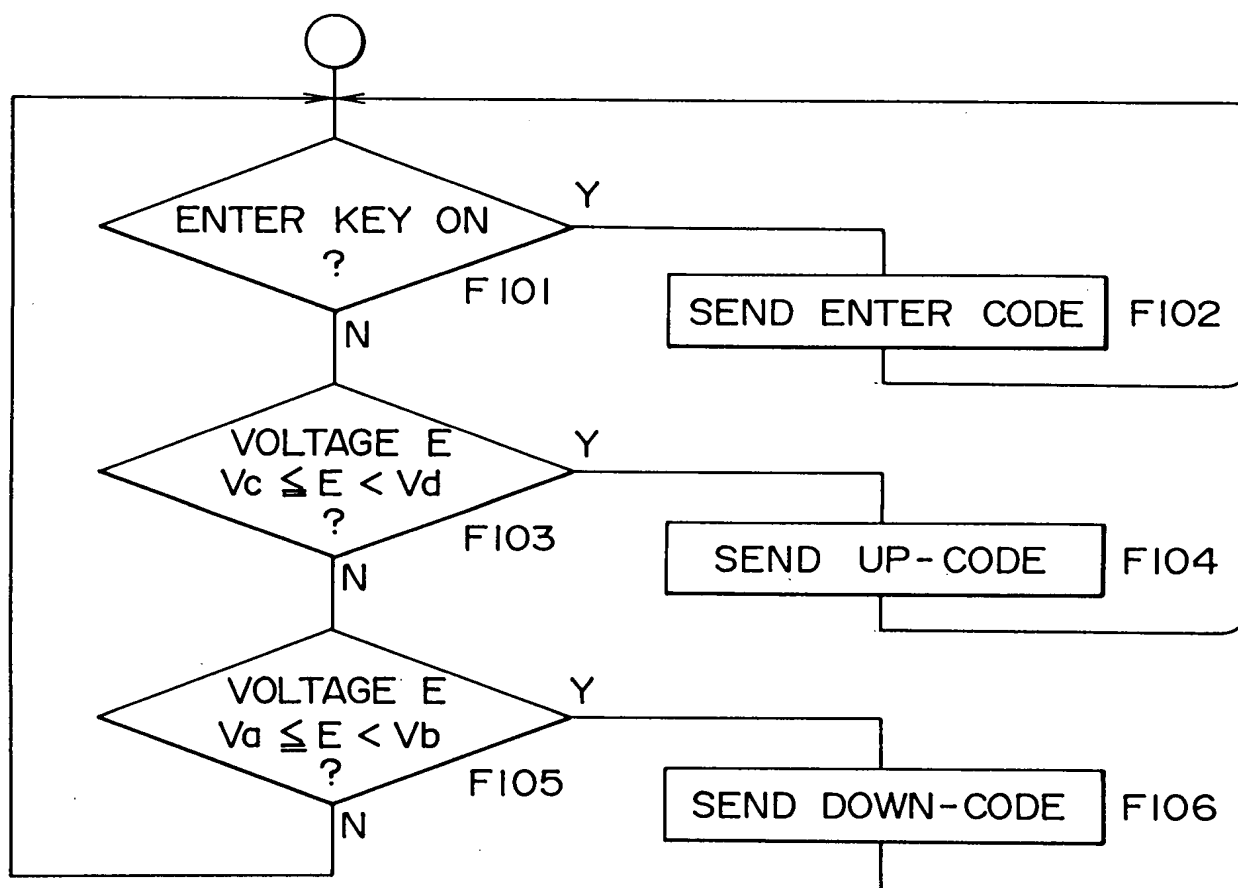 ENTER KEY ON
?
F101
Y
N
SEND ENTER CODE
F102
VOLTAGE E
Vc ≦ E < Vd
?
F103
Y
N
SEND UP-CODE
F104
VOLTAGE E
Va ≦ E < Vb
?
F105
Y
N
SEND DOWN-CODE
F106